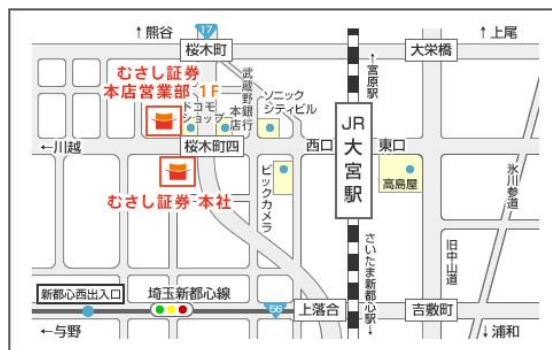 ↑熊谷
17
桜木町
大栄橋
↑上尾
むさし証券
本店営業部 1F
ドコモ
ショップ
武蔵野銀行
本店
ソニック
シティビル
↑宮原駅
←川越
桜木町四
西口
JR大宮駅
東口
高島屋
氷川参道
ビックカメラ
むさし証券 本社
さいたま新都心駅↓
旧中山道
新都心西出入口
埼玉新都心線
56
上落合
吉敷町
←与野
↓浦和